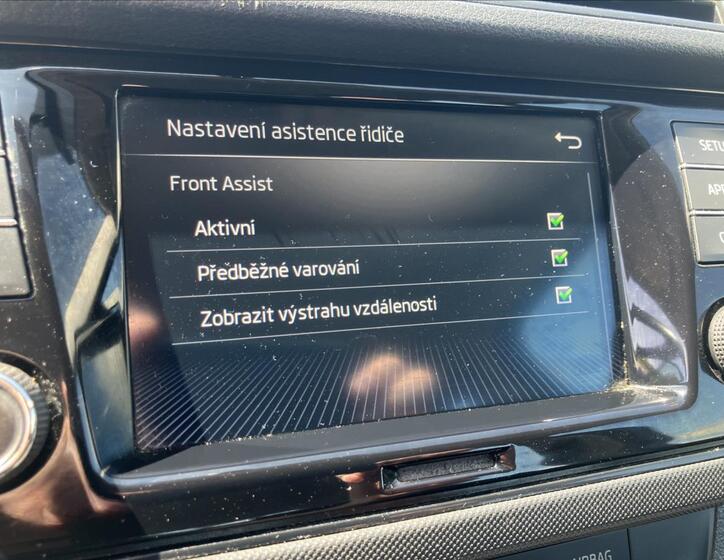 Nastavení asistence řidiče
Front Assist
Aktivní
Předběžné varování
Zobrazit výstrahu vzdálenosti